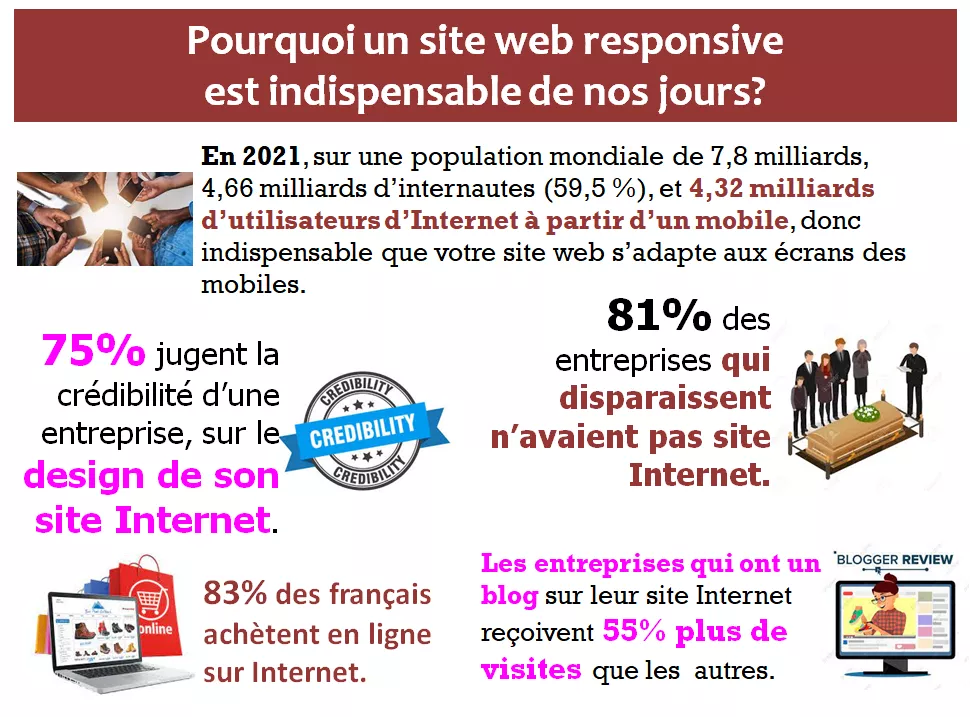 Pourquoi un site web responsive
est indispensable de nos jours?
En 2021, sur une population mondiale de 7,8 milliards,
4,66 milliards d'internautes (59,5 %), et 4,32 milliards
d'utilisateurs d'Internet à partir d'un mobile, donc
indispensable que votre site web s'adapte aux écrans des
mobiles.
75% jugent la
crédibilité d'une
entreprise, sur le
design de son
site Internet.
CREDIBILITY
CREDIBILITY
CREDIBILITY
81% des
entreprises qui
disparaissent
n'avaient pas site
Internet.
online
83% des français
achètent en ligne
sur Internet.
Les entreprises qui ont un
blog sur leur site Internet
reçoivent 55% plus de
visites que les autres.
BLOGGER REVIEW